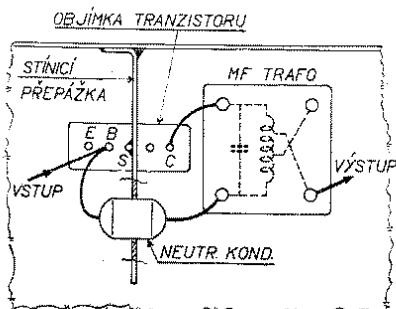 OBJÍMKA TRANZISTORU
STÍNICÍ
PŘEPÁŽKA
MF TRAFO
E B S C
VSTUP
VÝSTUP
NEUTR. KOND.